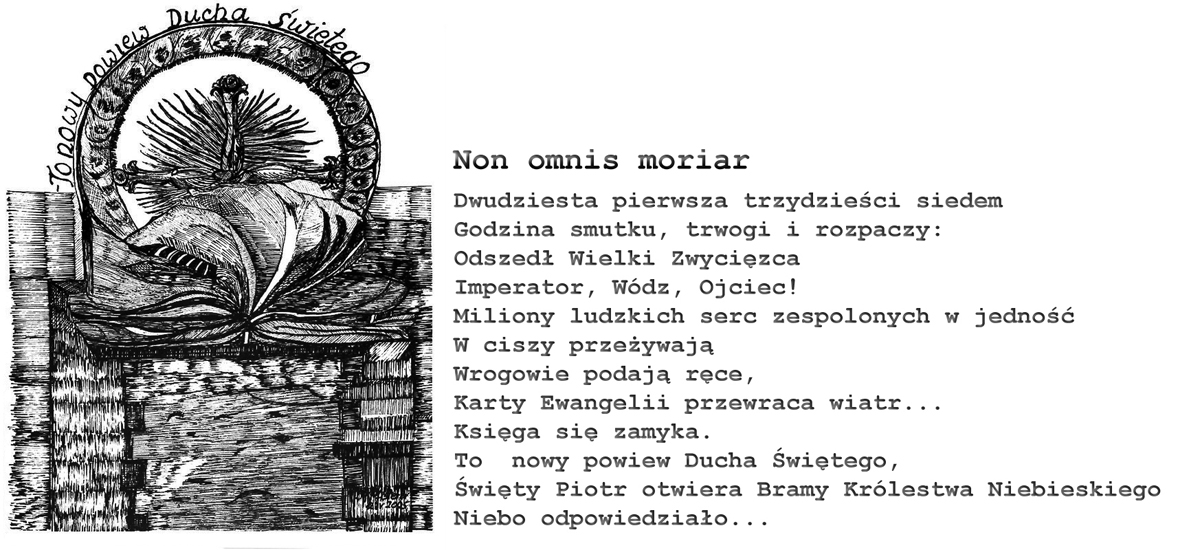 To nowy powiew Ducha Świętego
Non omnis moriar
Dwudziesta pierwsza trzydzieści siedem
Godzina smutku, trwogi i rozpaczy:
Odszedł Wielki Zwycięzca
Imperator, Wódz, Ojciec!
Miliony ludzkich serc zespolonych w jedność
W ciszy przeżywają
Wrogowie podają ręce,
Karty Ewangelii przewraca wiatr...
Księga się zamyka.
To  nowy powiew Ducha Świętego,
Święty Piotr otwiera Bramy Królestwa Niebieskiego
Niebo odpowiedziało...